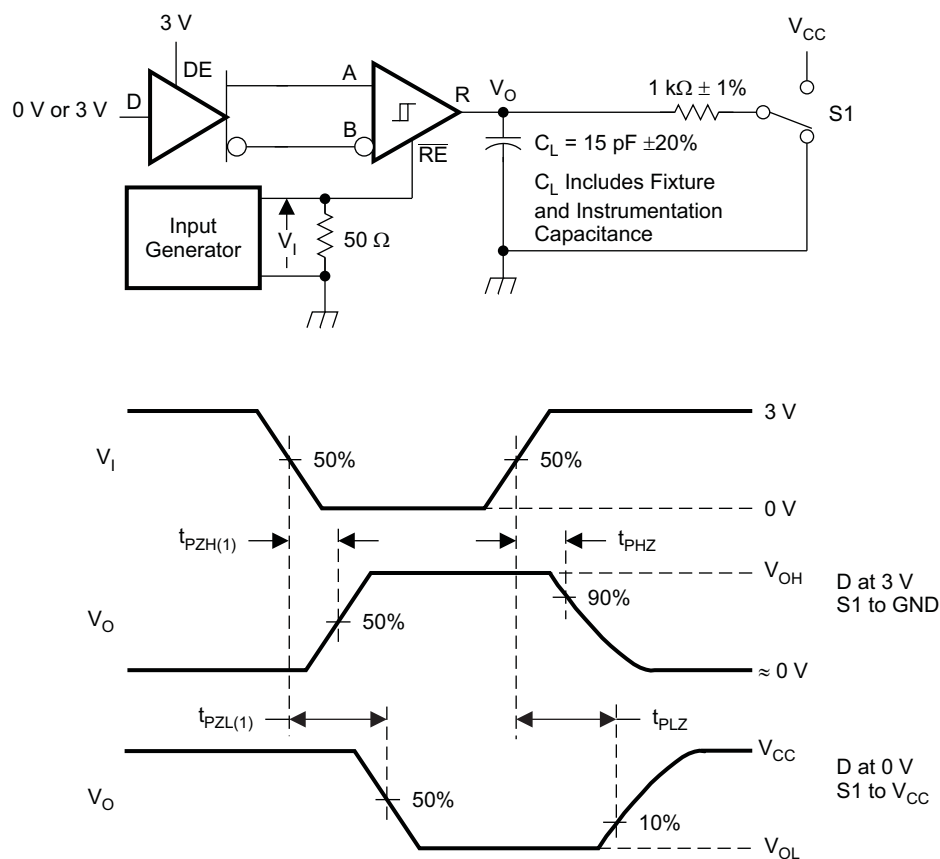 3 V
V_CC
DE
D
A
R
V_O
1 kΩ ± 1%
0 V or 3 V
S1
B
R̅E̅
C_L = 15 pF ±20%
C_L Includes Fixture
and Instrumentation
Capacitance
Input
Generator
V_I
50 Ω
3 V
V_I
50%
50%
0 V
t_PZH(1)
t_PHZ
V_OH
D at 3 V
S1 to GND
90%
V_O
50%
≈ 0 V
t_PZL(1)
t_PLZ
V_CC
D at 0 V
S1 to V_CC
V_O
50%
10%
V_OL